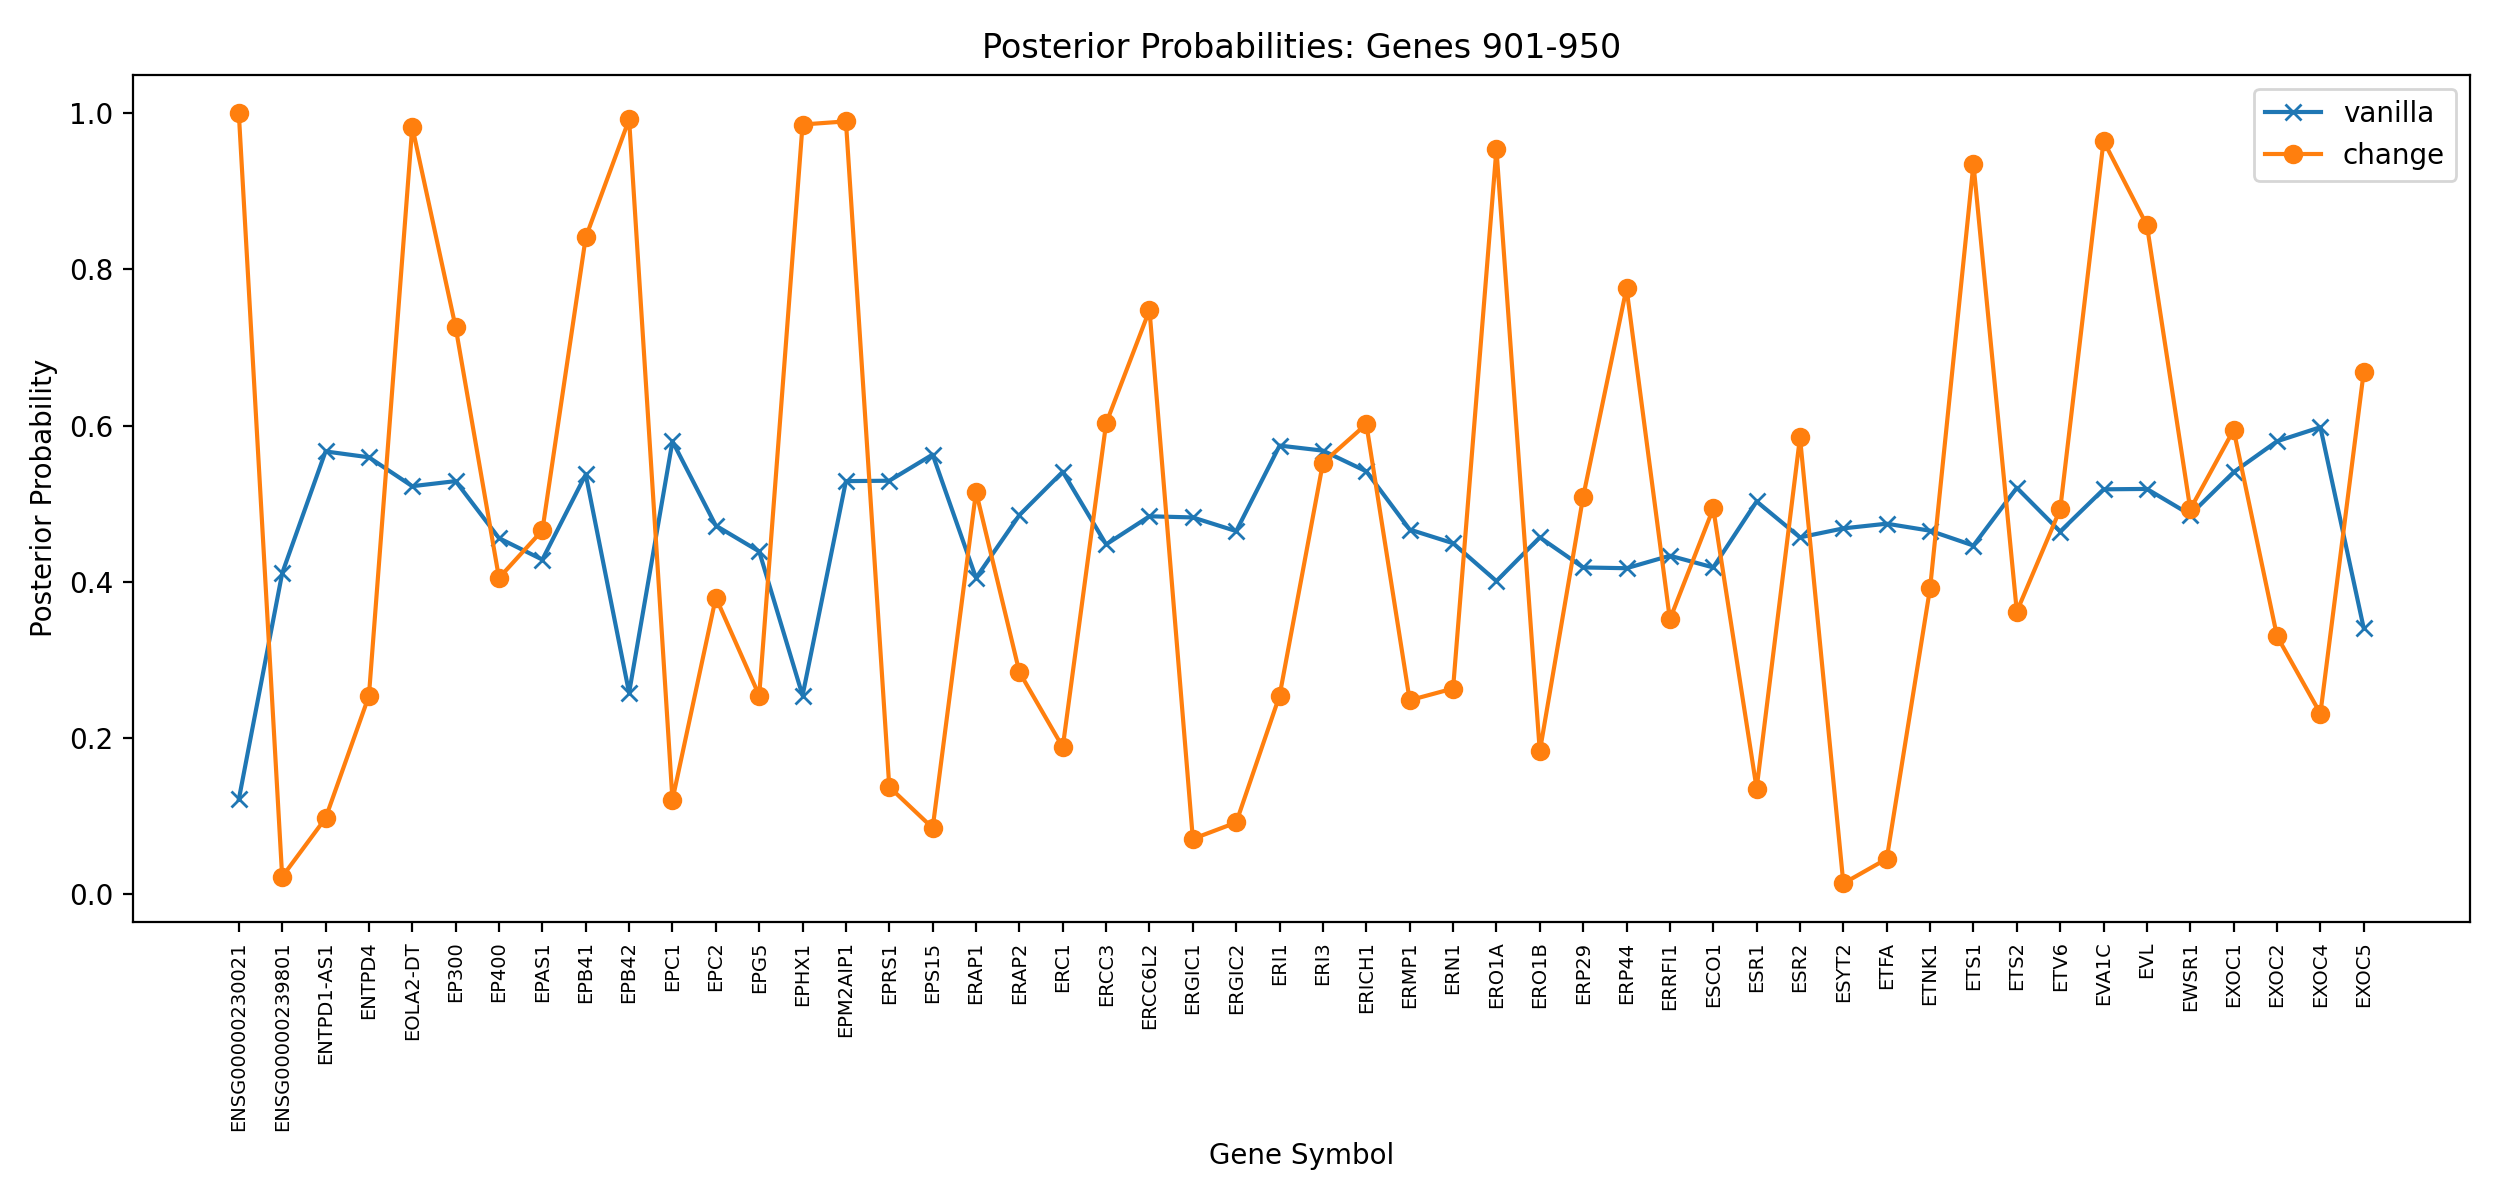 Posterior Probabilities: Genes 901-950
Posterior Probability
1.0
0.8
0.6
0.4
0.2
0.0
vanilla
change
ENSG00000230021
ENSG00000239801
ENTPD1-AS1
ENTPD4
EOLA2-DT
EP300
EP400
EPAS1
EPB41
EPB42
EPC1
EPC2
EPG5
EPHX1
EPM2AIP1
EPRS1
EPS15
ERAP1
ERAP2
ERC1
ERCC3
ERCC6L2
ERGIC1
ERGIC2
ERI1
ERI3
ERICH1
ERMP1
ERN1
ERO1A
ERO1B
ERP29
ERP44
ERRFI1
ESCO1
ESR1
ESR2
ESYT2
ETFA
ETNK1
ETS1
ETS2
ETV6
EVA1C
EVL
EWSR1
EXOC1
EXOC2
EXOC4
EXOC5
Gene Symbol